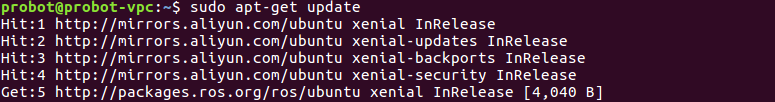 probot@probot-vpc:~$ sudo apt-get update
Hit:1 http://mirrors.aliyun.com/ubuntu xenial InRelease
Hit:2 http://mirrors.aliyun.com/ubuntu xenial-updates InRelease
Hit:3 http://mirrors.aliyun.com/ubuntu xenial-backports InRelease
Hit:4 http://mirrors.aliyun.com/ubuntu xenial-security InRelease
Get:5 http://packages.ros.org/ros/ubuntu xenial InRelease [4,040 B]